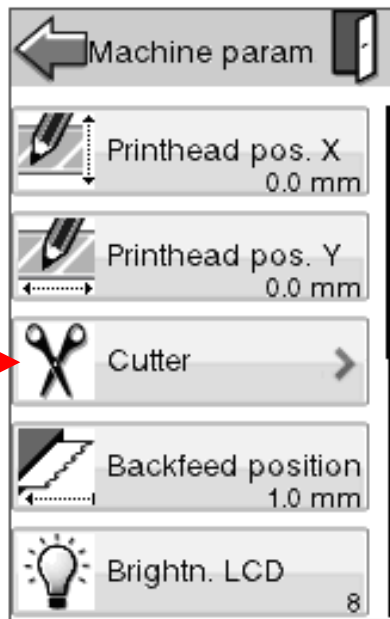 Machine param
Printhead pos. X
0.0 mm
Printhead pos. Y
0.0 mm
Cutter
Backfeed position
1.0 mm
Brightn. LCD
8